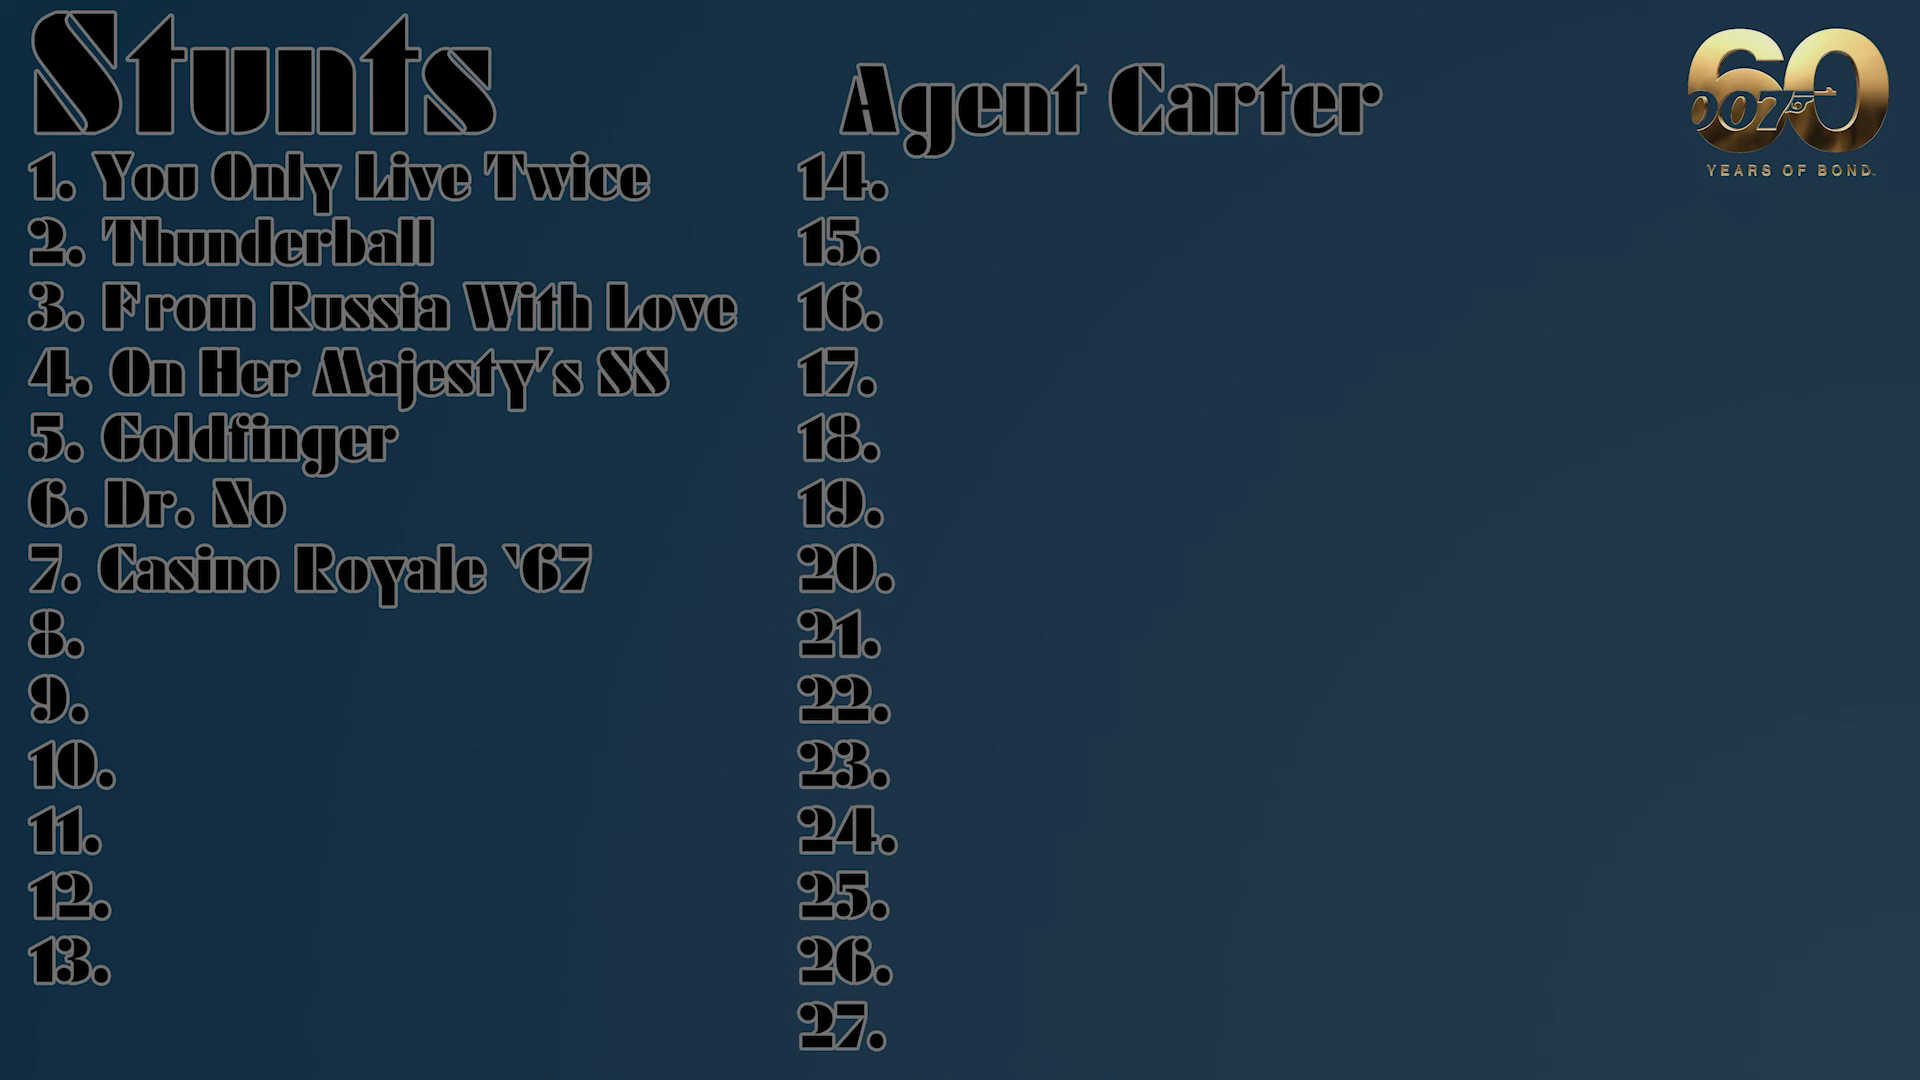 Stunts
Agent Carter
1. You Only Live Twice
2. Thunderball
3. From Russia With Love
4. On Her Majesty's SS
5. Goldfinger
6. Dr. No
7. Casino Royale '67
8.
9.
10.
11.
12.
13.
14.
15.
16.
17.
18.
19.
20.
21.
22.
23.
24.
25.
26.
27.
60
007
YEARS OF BOND